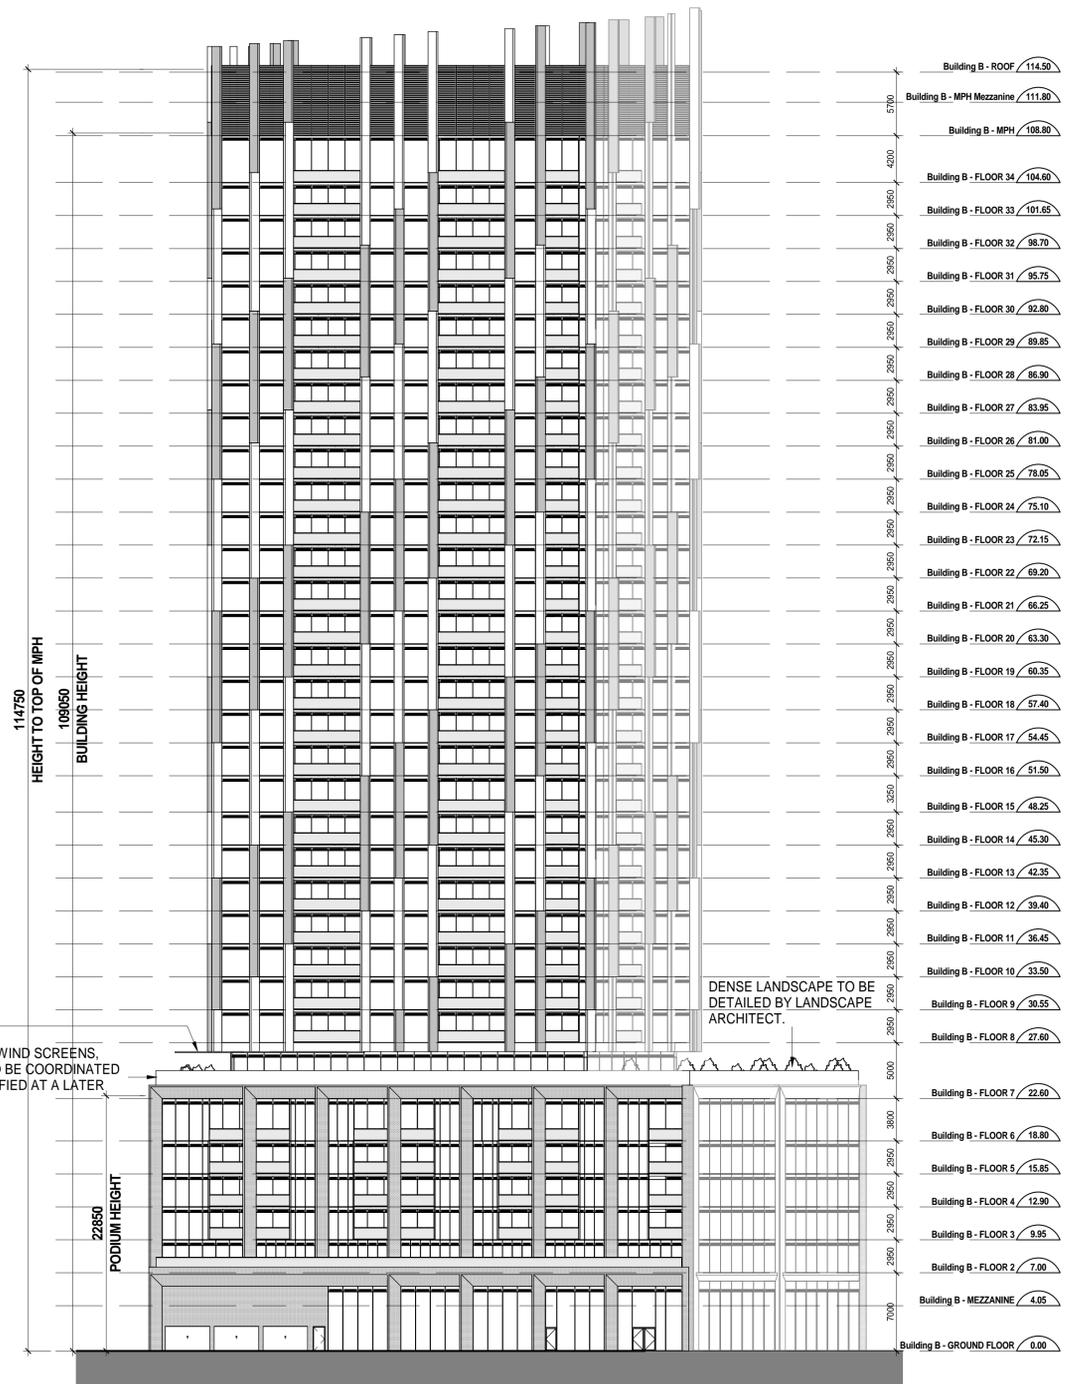 Building B - ROOF 114.50
Building B - MPH Mezzanine 111.80
5700
Building B - MPH 108.80
4200
Building B - FLOOR 34 104.60
2950
Building B - FLOOR 33 101.65
2950
Building B - FLOOR 32 98.70
2950
Building B - FLOOR 31 95.75
2950
Building B - FLOOR 30 92.80
2950
Building B - FLOOR 29 89.85
2950
Building B - FLOOR 28 86.90
2950
Building B - FLOOR 27 83.95
2950
Building B - FLOOR 26 81.00
2950
Building B - FLOOR 25 78.05
2950
Building B - FLOOR 24 75.10
2950
Building B - FLOOR 23 72.15
2950
Building B - FLOOR 22 69.20
2950
Building B - FLOOR 21 66.25
2950
Building B - FLOOR 20 63.30
2950
Building B - FLOOR 19 60.35
2950
Building B - FLOOR 18 57.40
2950
Building B - FLOOR 17 54.45
2950
Building B - FLOOR 16 51.50
3250
Building B - FLOOR 15 48.25
2950
Building B - FLOOR 14 45.30
2950
Building B - FLOOR 13 42.35
2950
Building B - FLOOR 12 39.40
2950
Building B - FLOOR 11 36.45
2950
Building B - FLOOR 10 33.50
2950
Building B - FLOOR 9 30.55
2950
Building B - FLOOR 8 27.60
5000
Building B - FLOOR 7 22.60
3800
Building B - FLOOR 6 18.80
2950
Building B - FLOOR 5 15.85
2950
Building B - FLOOR 4 12.90
2950
Building B - FLOOR 3 9.95
2950
Building B - FLOOR 2 7.00
Building B - MEZZANINE 4.05
7000
Building B - GROUND FLOOR 0.00
114750
HEIGHT TO TOP OF MPH
109050
BUILDING HEIGHT
22850
PODIUM HEIGHT
WIND SCREENS,
BE COORDINATED
FIED AT A LATER
DENSE LANDSCAPE TO BE
DETAILED BY LANDSCAPE
ARCHITECT.